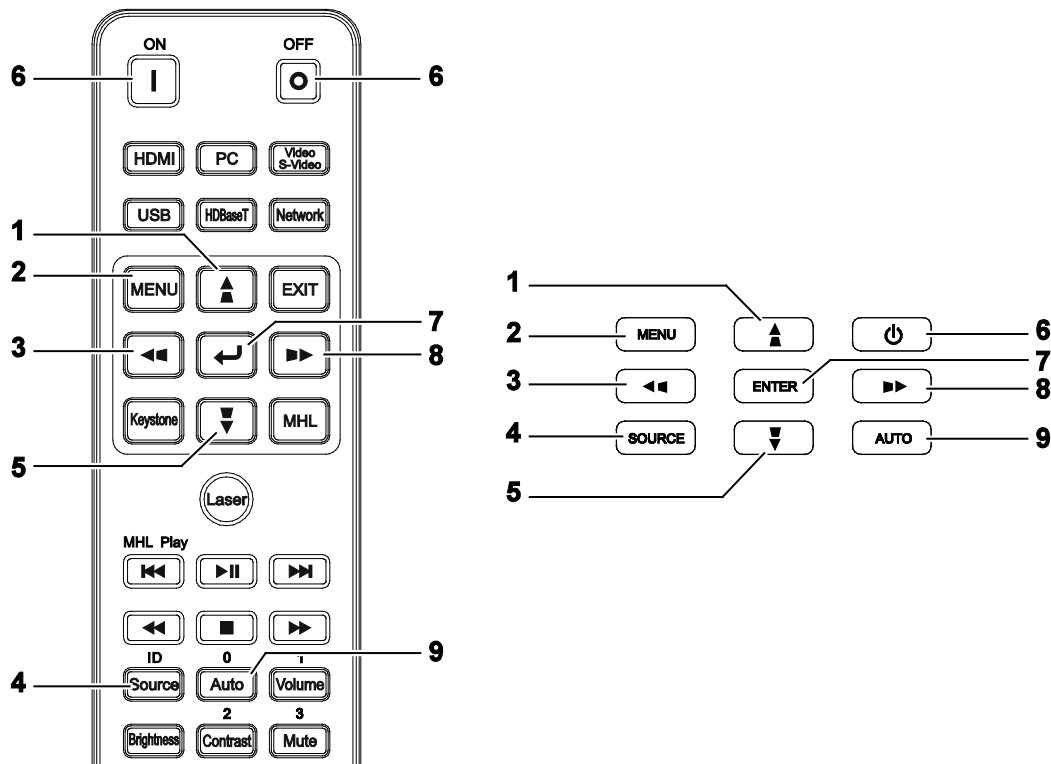 ON OFF
6 6
HDMI PC Video S-Video
USB HDBaseT Network
1
2 MENU EXIT
7
3 8
Keystone MHL
5
Laser
MHL Play
ID 0 1
9
4 Source Auto Volume
2 3
Brightness Contrast Mute
1
2 MENU 6
7
3 ENTER 8
4 SOURCE AUTO 9
5